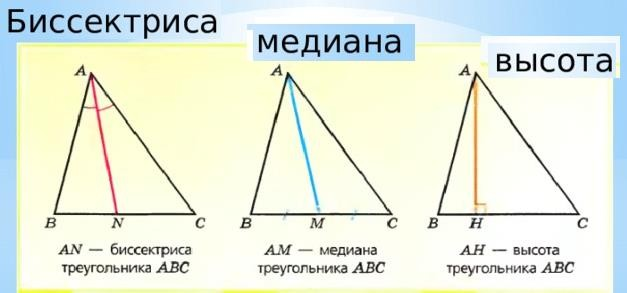 Биссектриса
медиана
высота
A
B N C
AN — биссектриса
треугольника ABC
A
B M C
AM — медиана
треугольника ABC
A
B H C
AH — высота
треугольника ABC